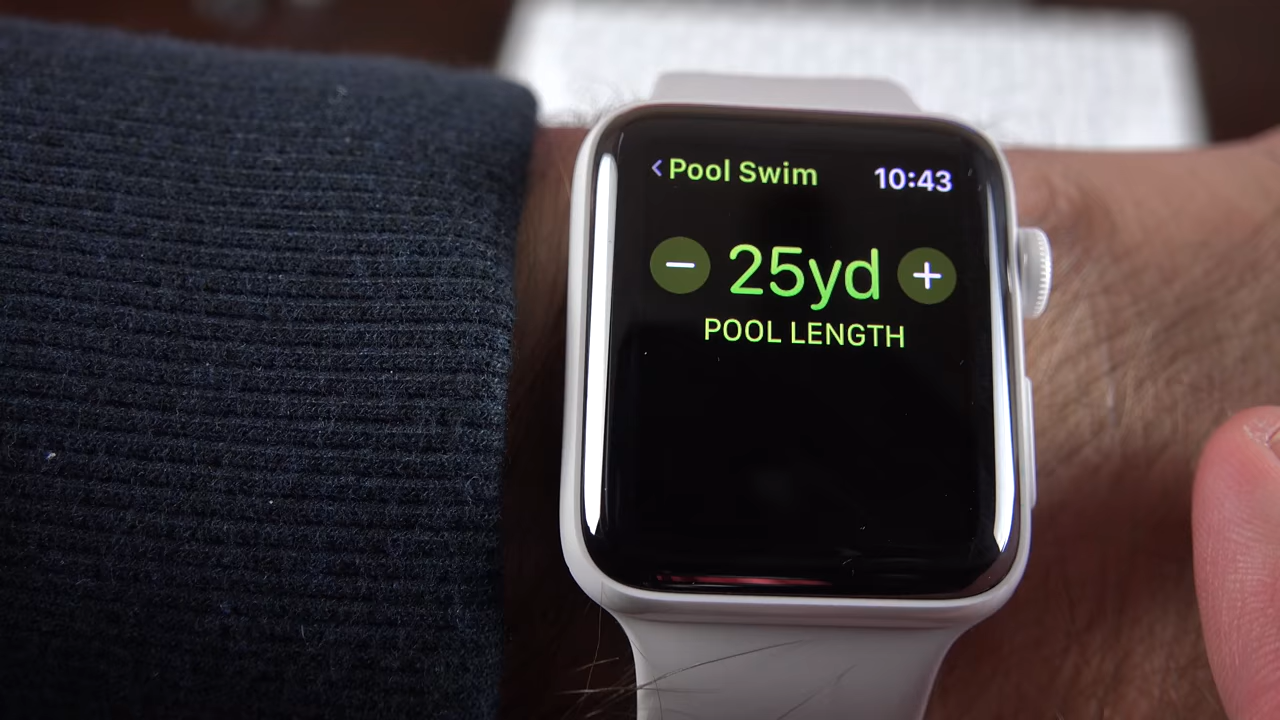 < Pool Swim 10:43
− 25yd +
POOL LENGTH